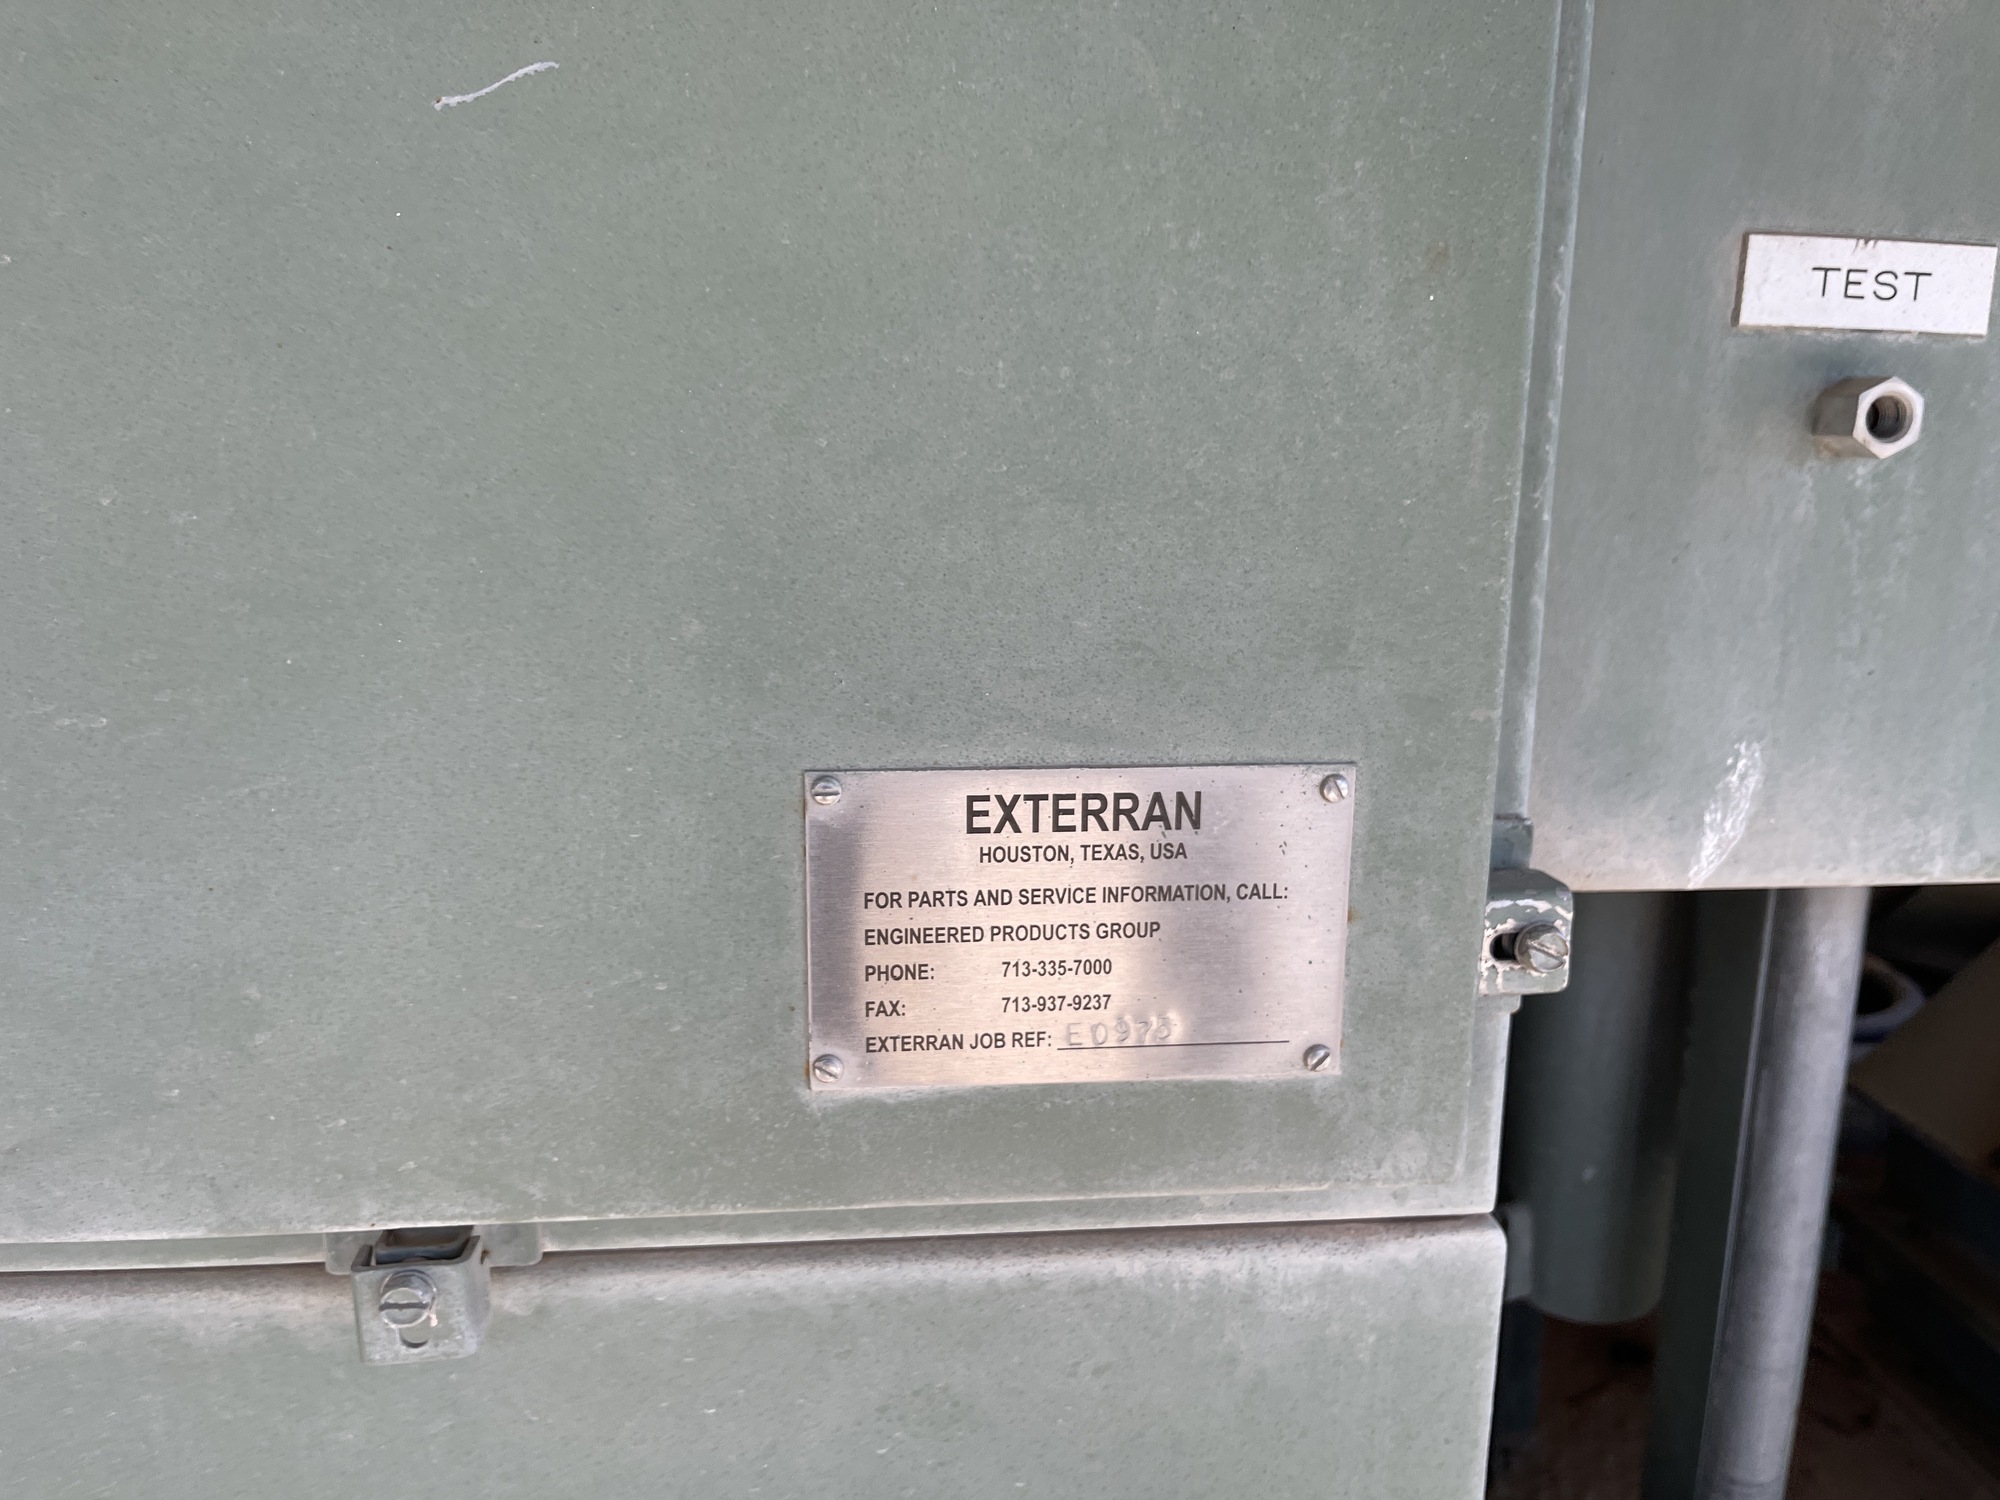 TEST
EXTERRAN
HOUSTON, TEXAS, USA
FOR PARTS AND SERVICE INFORMATION, CALL:
ENGINEERED PRODUCTS GROUP
PHONE: 713-335-7000
FAX: 713-937-9237
EXTERRAN JOB REF: E0975